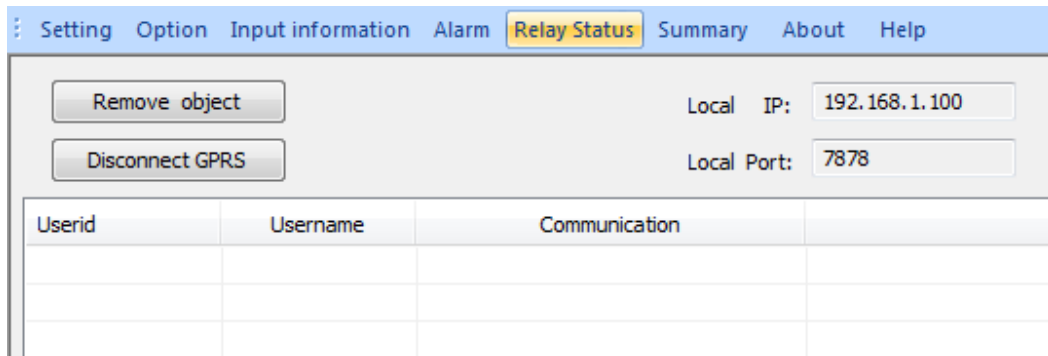 Setting Option Input information Alarm Relay Status Summary About Help
Remove object
Local IP: 192.168.1.100
Disconnect GPRS
Local Port: 7878
Userid Username Communication